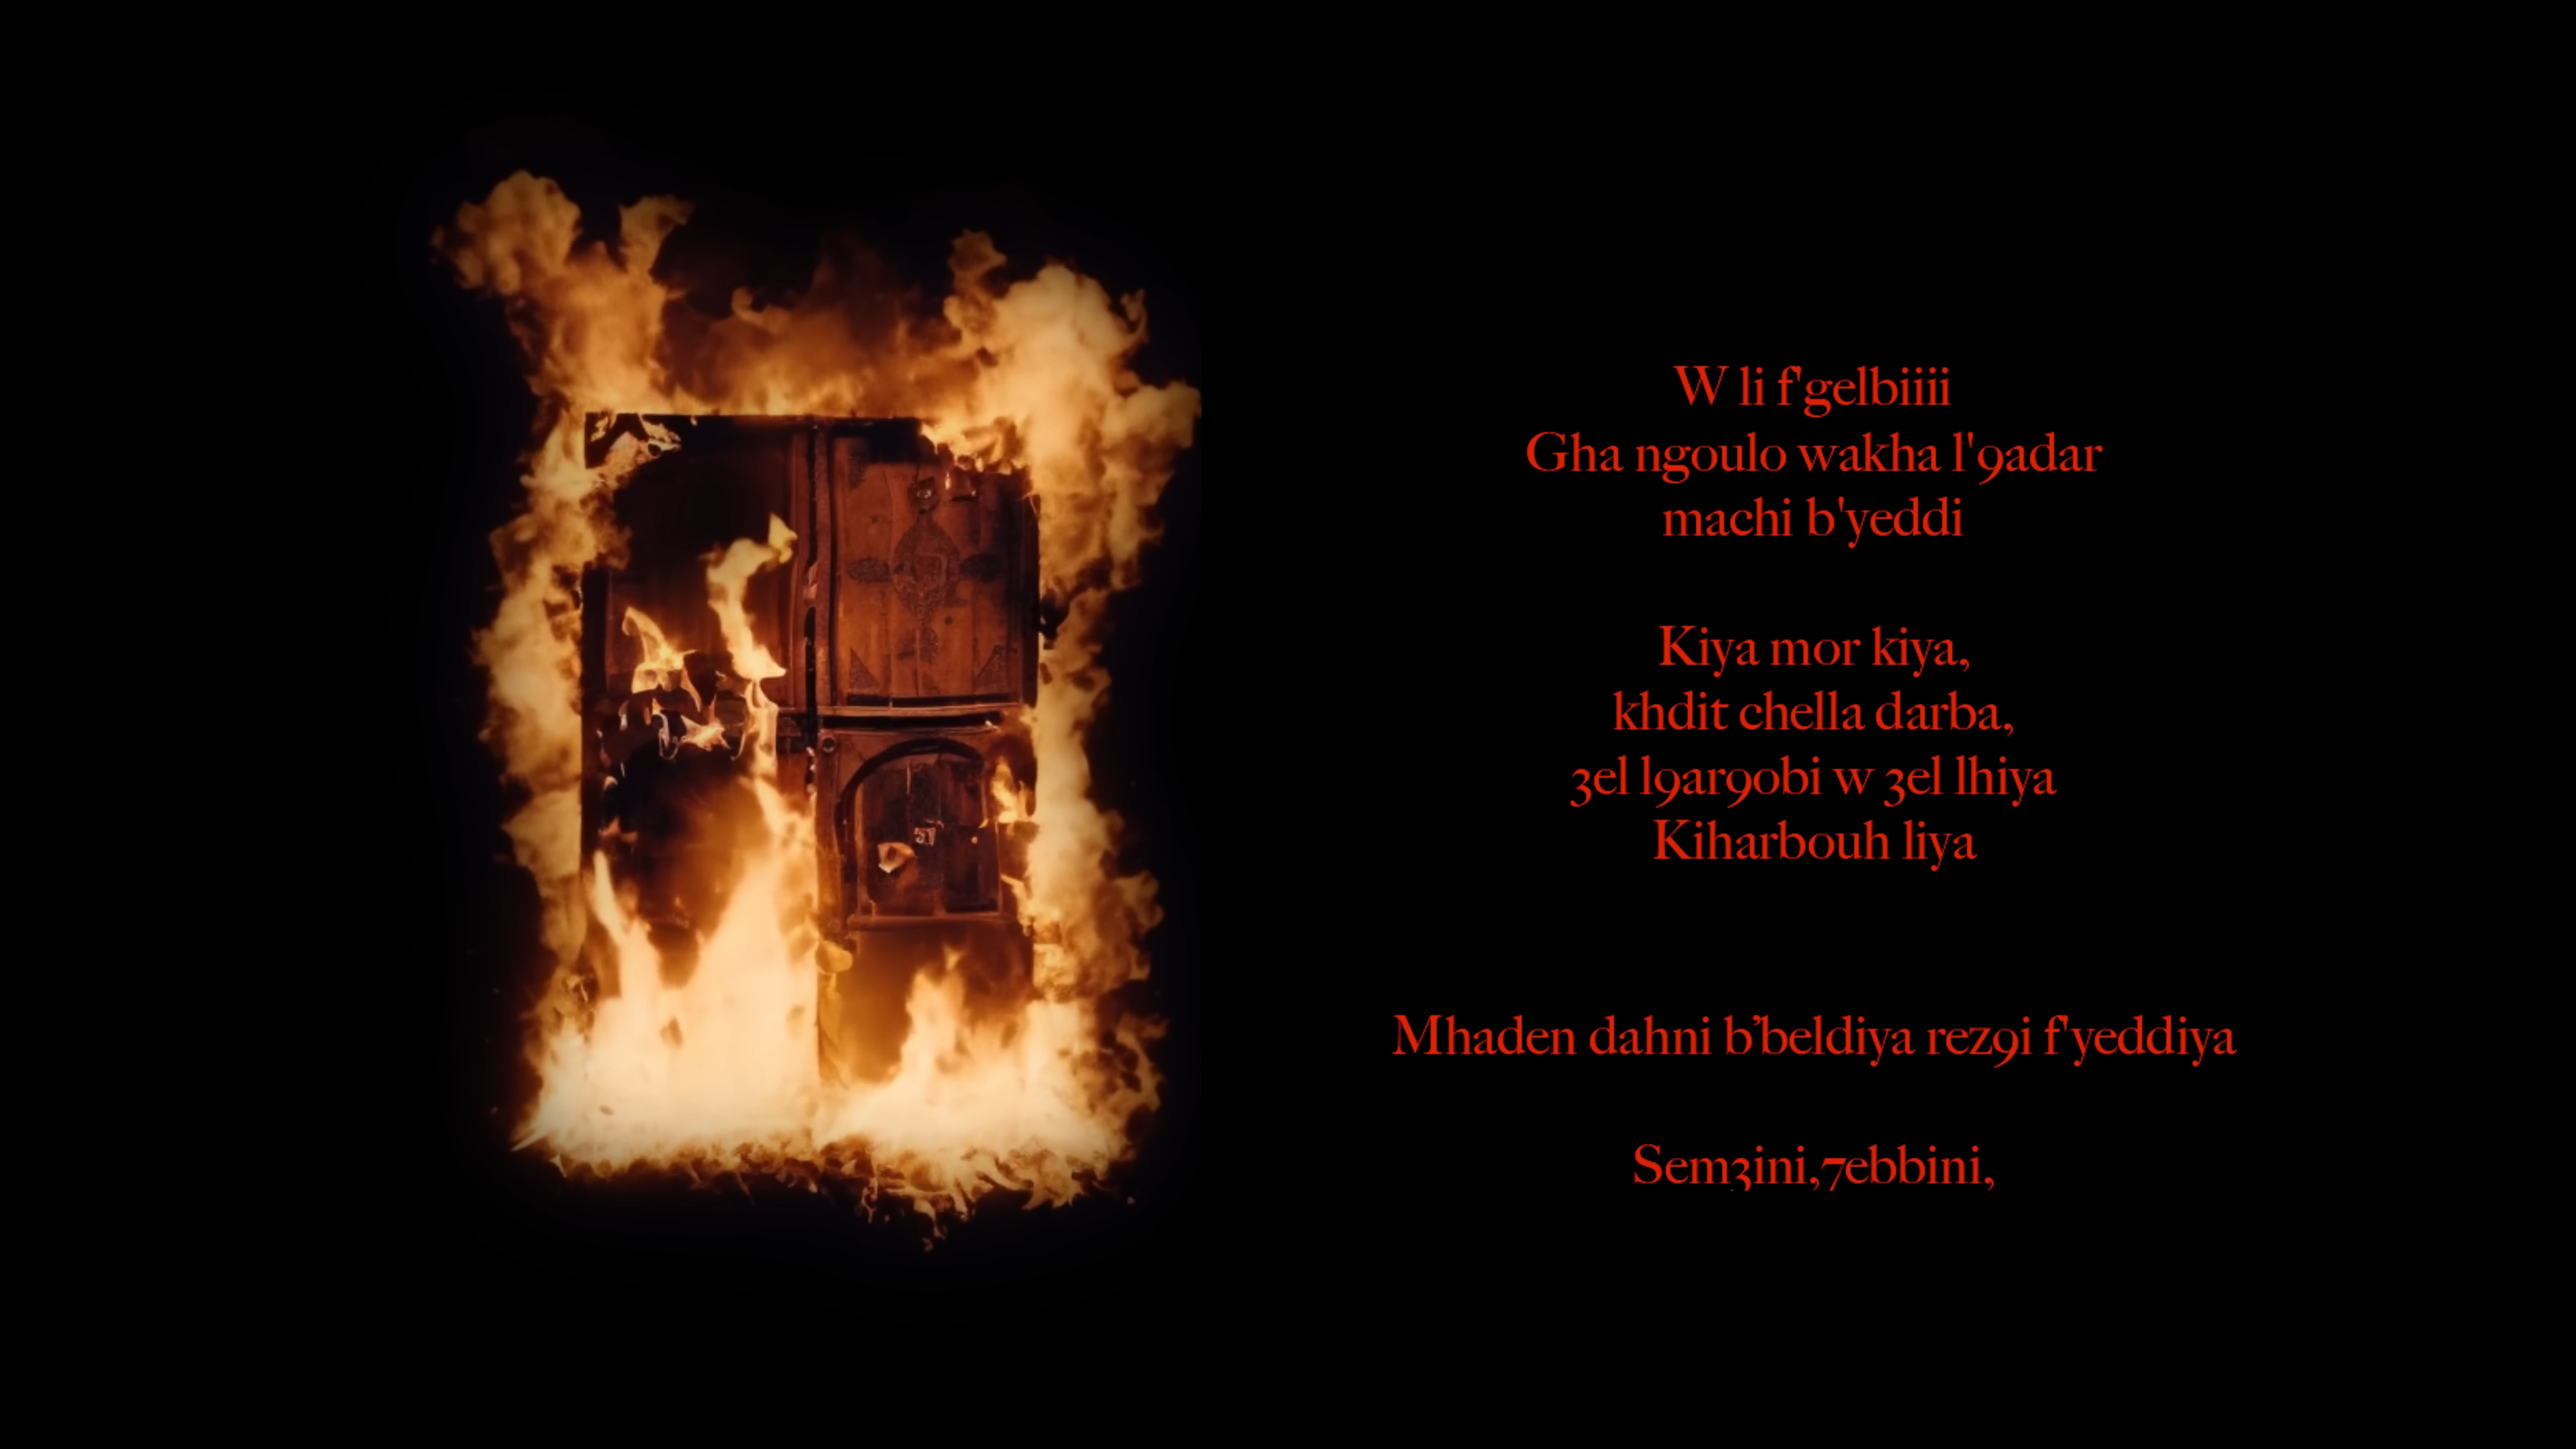 W li f'gelbiiii
Gha ngoulo wakha l'9adar
machi b'yeddi
Kiya mor kiya,
khdit chella darba,
3el l9ar9obi w 3el lhiya
Kiharbouh liya
Mhaden dahni b’beldiya rez9i f'yeddiya
Sem3ini,7ebbini,